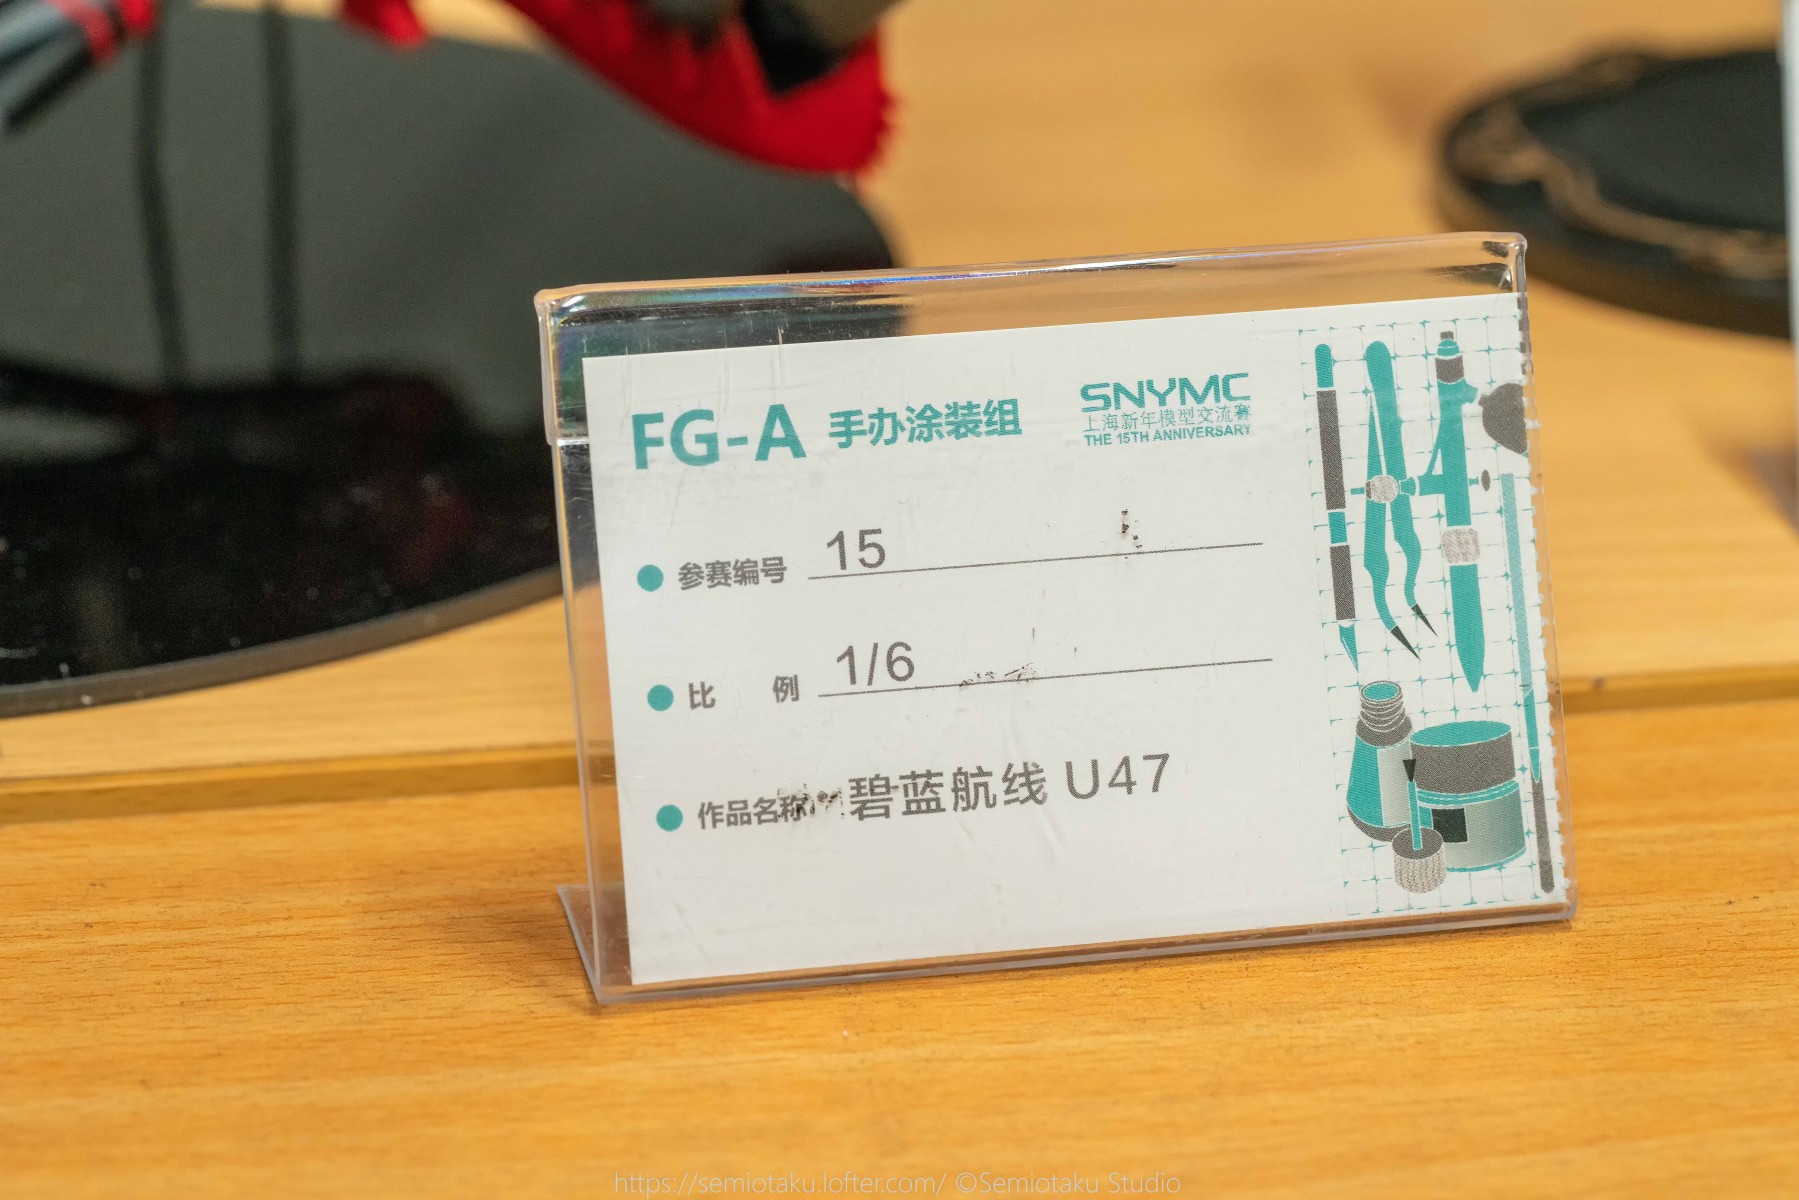 FG-A 手办涂装组
SNYMC
上海新年模型交流赛
THE 15TH ANNIVERSARY
参赛编号 15
比 例 1/6
作品名称 碧蓝航线 U47
https://semiotaku.lofter.com/ ©Semiotaku Studio